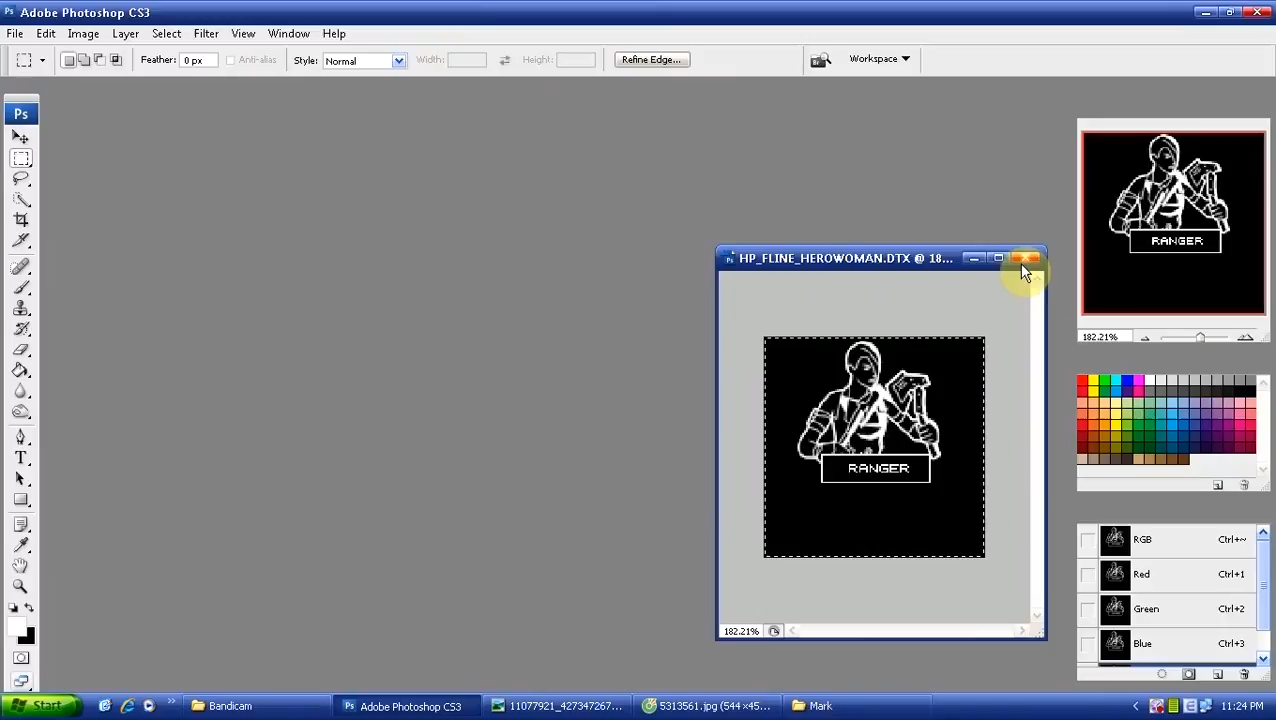 Ps Adobe Photoshop CS3
File Edit Image Layer Select Filter Analysis View Window Help
Feather: 0 px Anti-alias Style: Normal Width: Height: Refine Edge... Workspace
Ps
RANGER
HP_FLINE_HEROWOMAN.DTX @ 18...
182.21%
RANGER
RGB Ctrl+~
Red Ctrl+1
Green Ctrl+2
182.21%
Blue Ctrl+3
Start Bandicam Ps Adobe Photoshop CS3 11077921_427347267... 5313561.jpg (544×45... Mark 11:24 PM